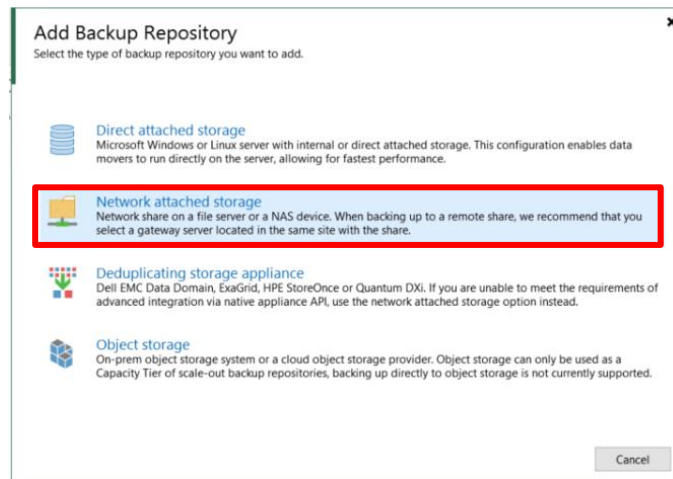 Add Backup Repository
Select the type of backup repository you want to add.
Direct attached storage
Microsoft Windows or Linux server with internal or direct attached storage. This configuration enables data
movers to run directly on the server, allowing for fastest performance.
Network attached storage
Network share on a file server or a NAS device. When backing up to a remote share, we recommend that you
select a gateway server located in the same site with the share.
Deduplicating storage appliance
Dell EMC Data Domain, ExaGrid, HPE StoreOnce or Quantum DXi. If you are unable to meet the requirements of
advanced integration via native appliance API, use the network attached storage option instead.
Object storage
On-prem object storage system or a cloud object storage provider. Object storage can only be used as a
Capacity Tier of scale-out backup repositories, backing up directly to object storage is not currently supported.
Cancel